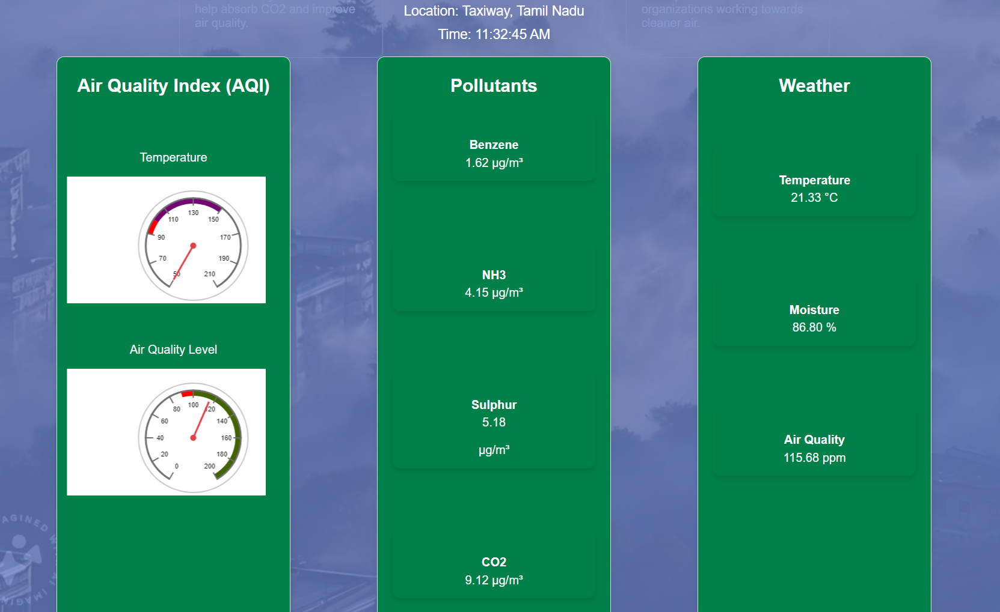 help absorb CO2 and improve
air quality.
Location: Taxiway, Tamil Nadu
Time: 11:32:45 AM
organizations working towards
cleaner air.
Air Quality Index (AQI)
Temperature
50
70
90
110
130
150
170
190
210
Air Quality Level
0
20
40
60
80
100
120
140
160
180
200
Pollutants
Benzene
1.62 µg/m³
NH3
4.15 µg/m³
Sulphur
5.18
µg/m³
CO2
9.12 µg/m³
Weather
Temperature
21.33 °C
Moisture
86.80 %
Air Quality
115.68 ppm